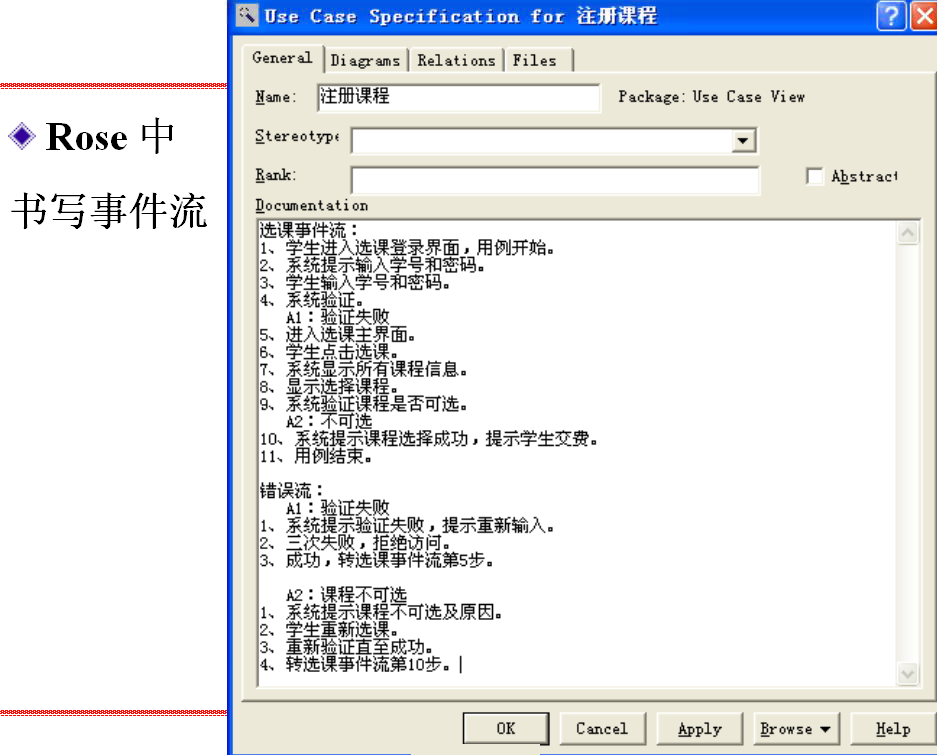 Rose 中
书写事件流
Use Case Specification for 注册课程
General Diagrams Relations Files
Name: 注册课程 Package: Use Case View
Stereotype
Rank: Abstract
Documentation
选课事件流：
1、学生进入选课登录界面，用例开始。
2、系统提示输入学号和密码。
3、学生输入学号和密码。
4、系统验证。
A1：验证失败
5、进入选课主界面。
6、学生点击选课。
7、系统显示所有课程信息。
8、显示选择课程。
9、系统验证课程是否可选。
A2：不可选
10、系统提示课程选择成功，提示学生交费。
11、用例结束。
错误流：
A1：验证失败
1、系统提示验证失败，提示重新输入。
2、三次失败，拒绝访问。
3、成功，转选课事件流第5步。
A2：课程不可选
1、系统提示课程不可选及原因。
2、学生重新选课。
3、重新验证直至成功。
4、转选课事件流第10步。
OK Cancel Apply Browse Help